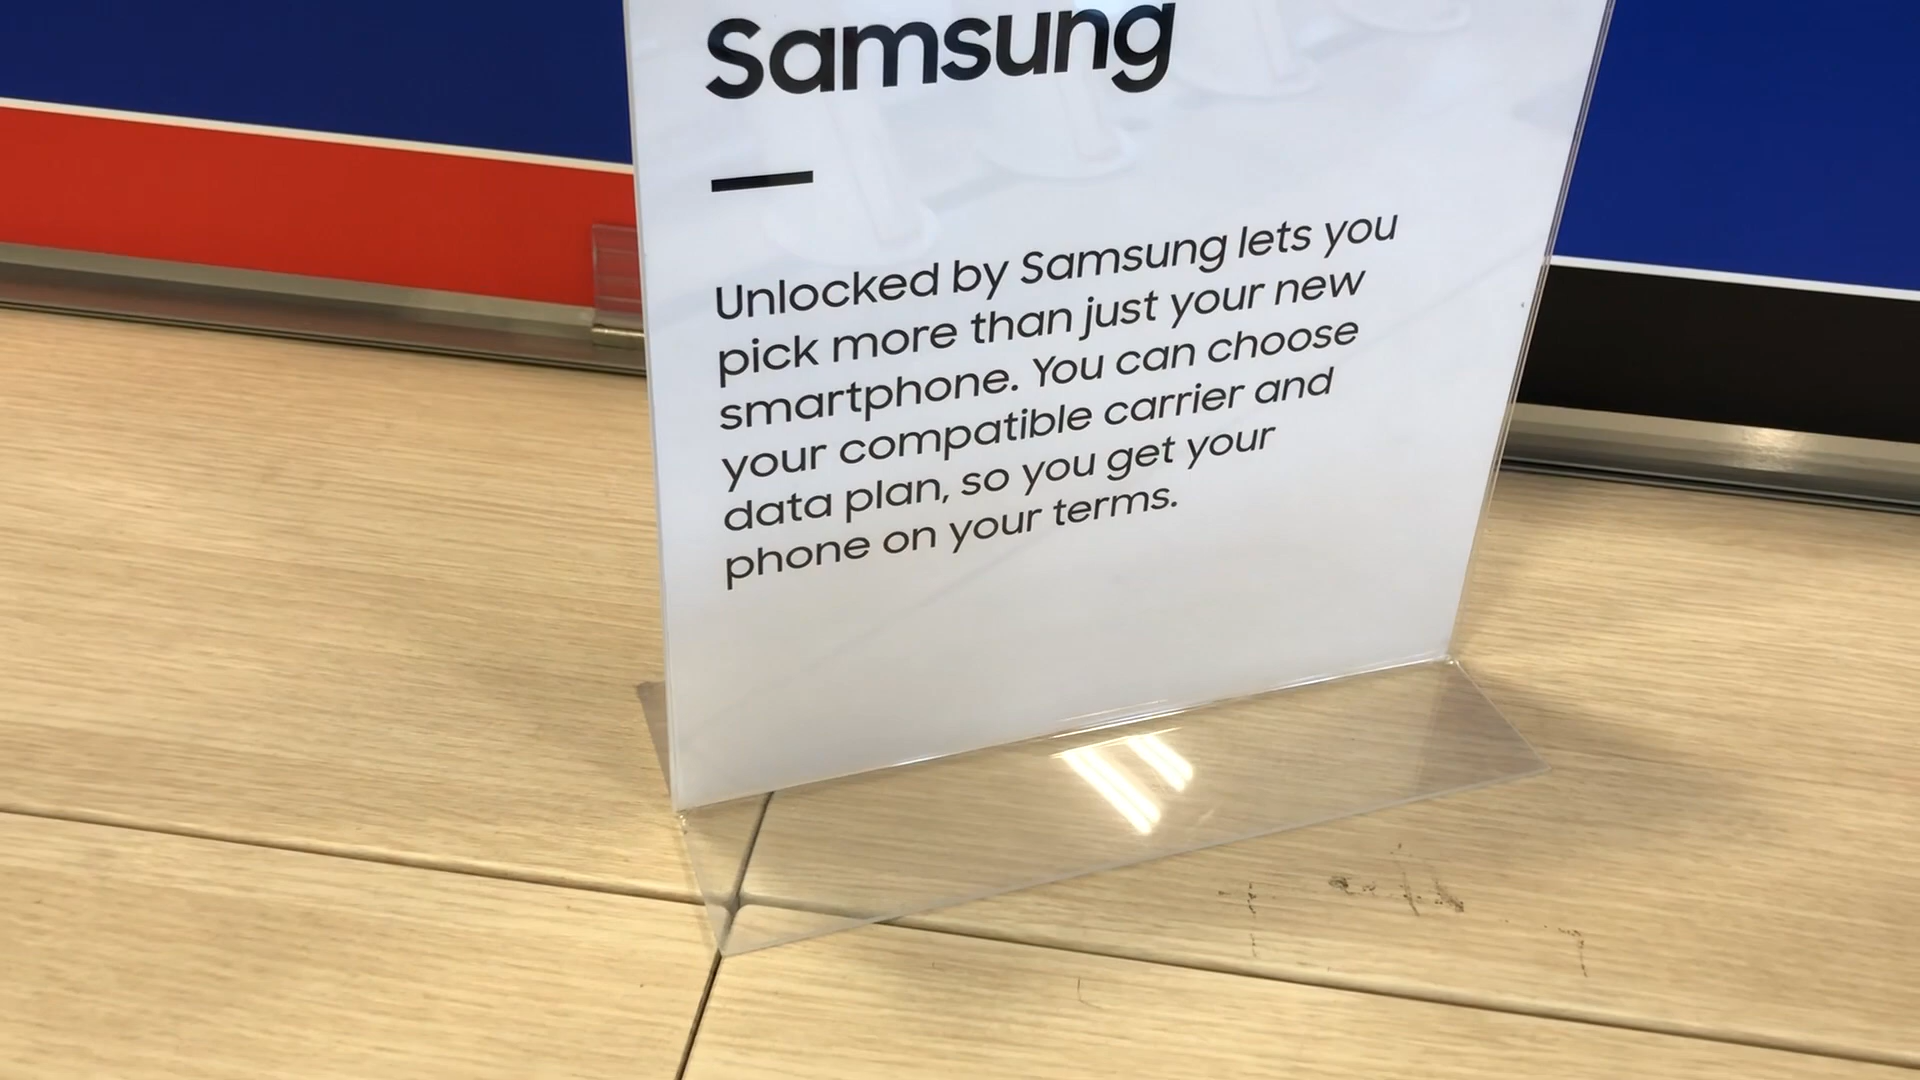 Samsung
Unlocked by Samsung lets you
pick more than just your new
smartphone. You can choose
your compatible carrier and
data plan, so you get your
phone on your terms.